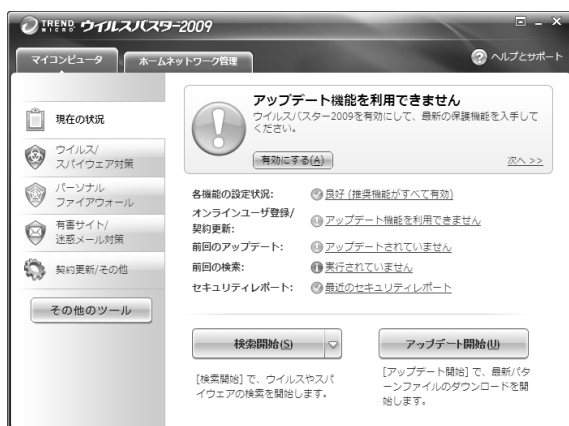 TREND MICRO ウイルスバスター2009
マイコンピュータ
ホームネットワーク管理
ヘルプとサポート
現在の状況
ウイルス/
スパイウェア対策
パーソナル
ファイアウォール
有害サイト/
迷惑メール対策
契約更新/その他
その他のツール
アップデート機能を利用できません
ウイルスバスター2009を有効にして、最新の保護機能を入手して
ください。
有効にする(A)
次へ >>
各機能の設定状況: 良好 (推奨機能がすべて有効)
オンラインユーザ登録/
契約更新: アップデート機能を利用できません
前回のアップデート: アップデートされていません
前回の検索: 実行されていません
セキュリティレポート: 最近のセキュリティレポート
検索開始(S)
アップデート開始(U)
[検索開始] で、ウイルスやスパ
イウェアの検索を開始します。
[アップデート開始] で、最新パタ
ーンファイルのダウンロードを開
始します。